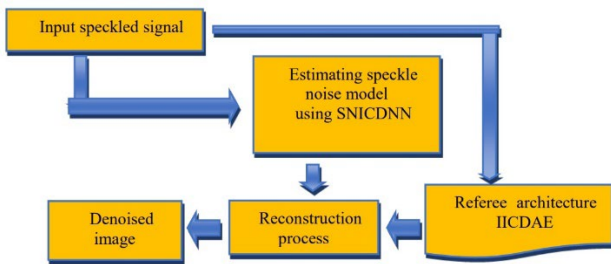 Input speckled signal
Estimating speckle
noise model
using SNICDNN
Referee architecture
IICDAE
Reconstruction
process
Denoised
image